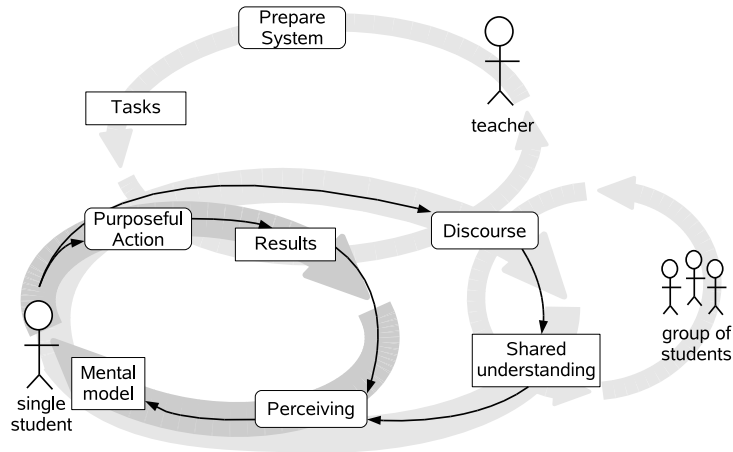 Prepare
System
Tasks
teacher
Purposeful
Action
Results
Discourse
group of
students
Shared
understanding
Mental
model
Perceiving
single
student